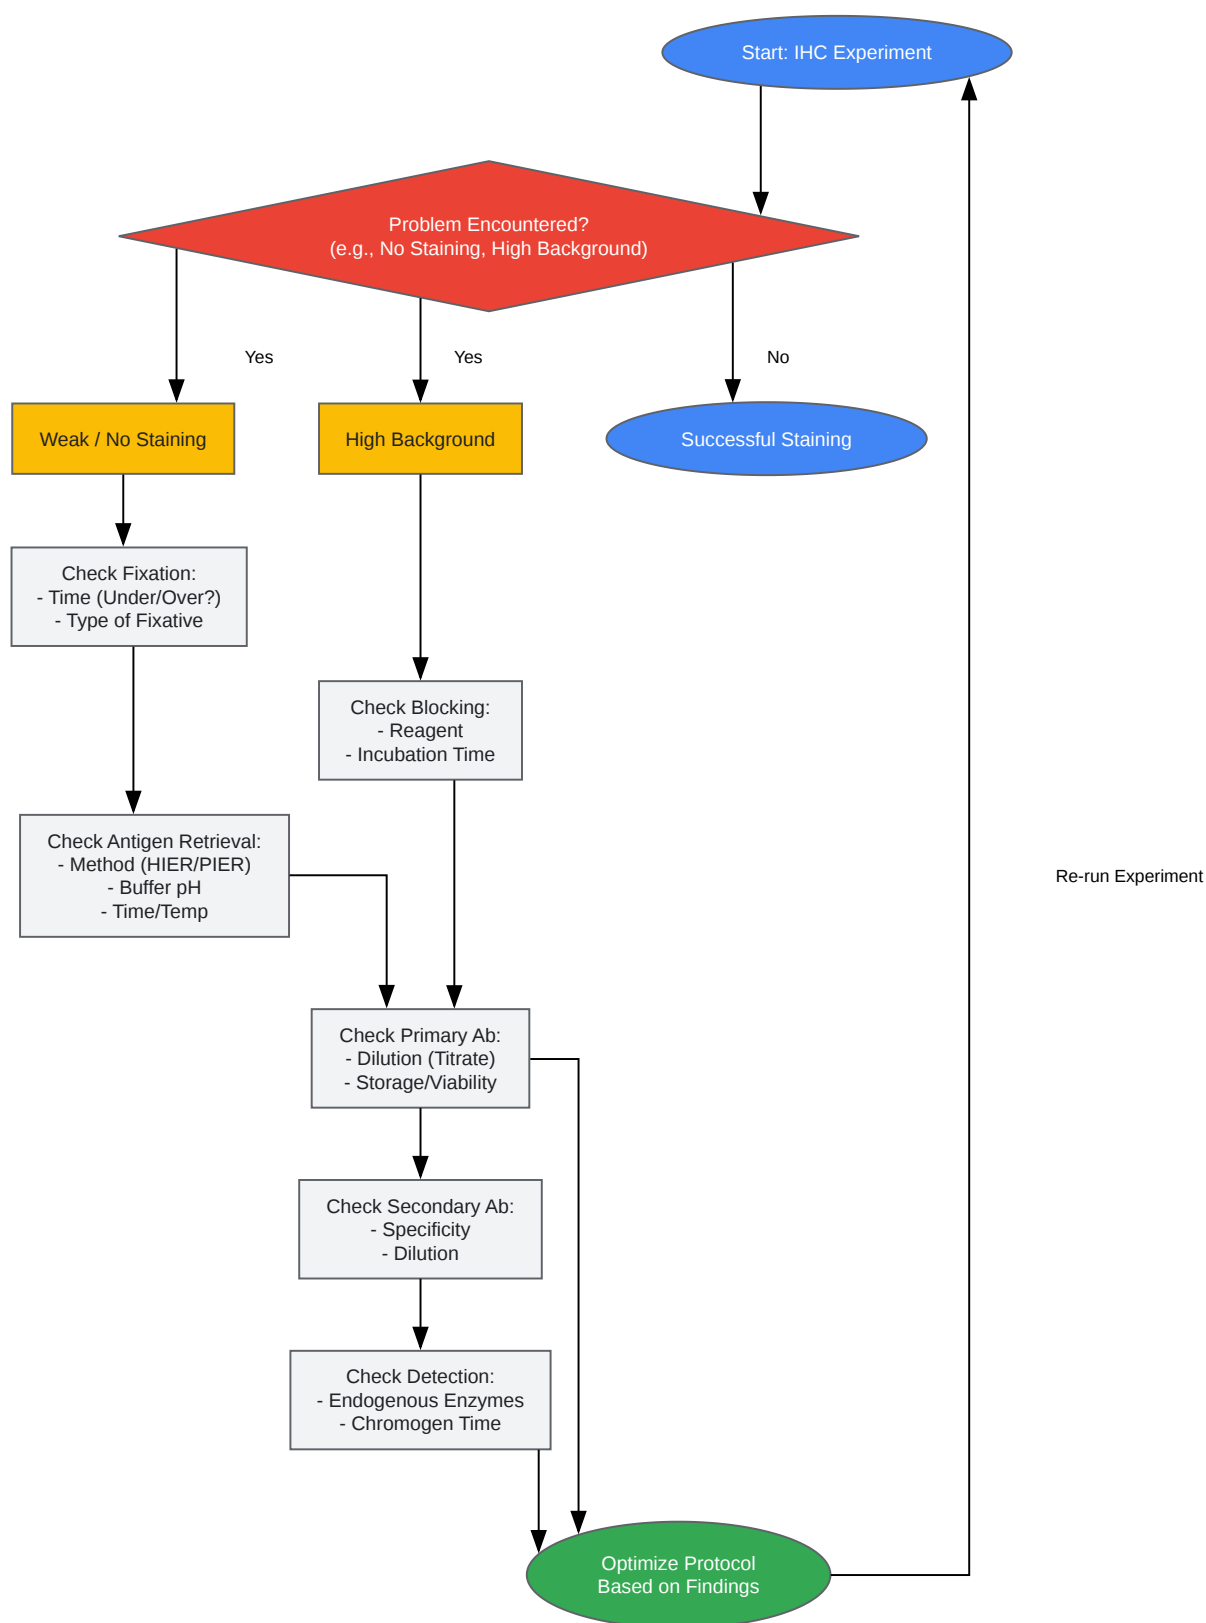 Start: IHC Experiment
Problem Encountered?
(e.g., No Staining, High Background)
Yes
Yes
No
Weak / No Staining
High Background
Successful Staining
Check Fixation:
- Time (Under/Over?)
- Type of Fixative
Check Blocking:
- Reagent
- Incubation Time
Check Antigen Retrieval:
- Method (HIER/PIER)
- Buffer pH
- Time/Temp
Re-run Experiment
Check Primary Ab:
- Dilution (Titrate)
- Storage/Viability
Check Secondary Ab:
- Specificity
- Dilution
Check Detection:
- Endogenous Enzymes
- Chromogen Time
Optimize Protocol
Based on Findings